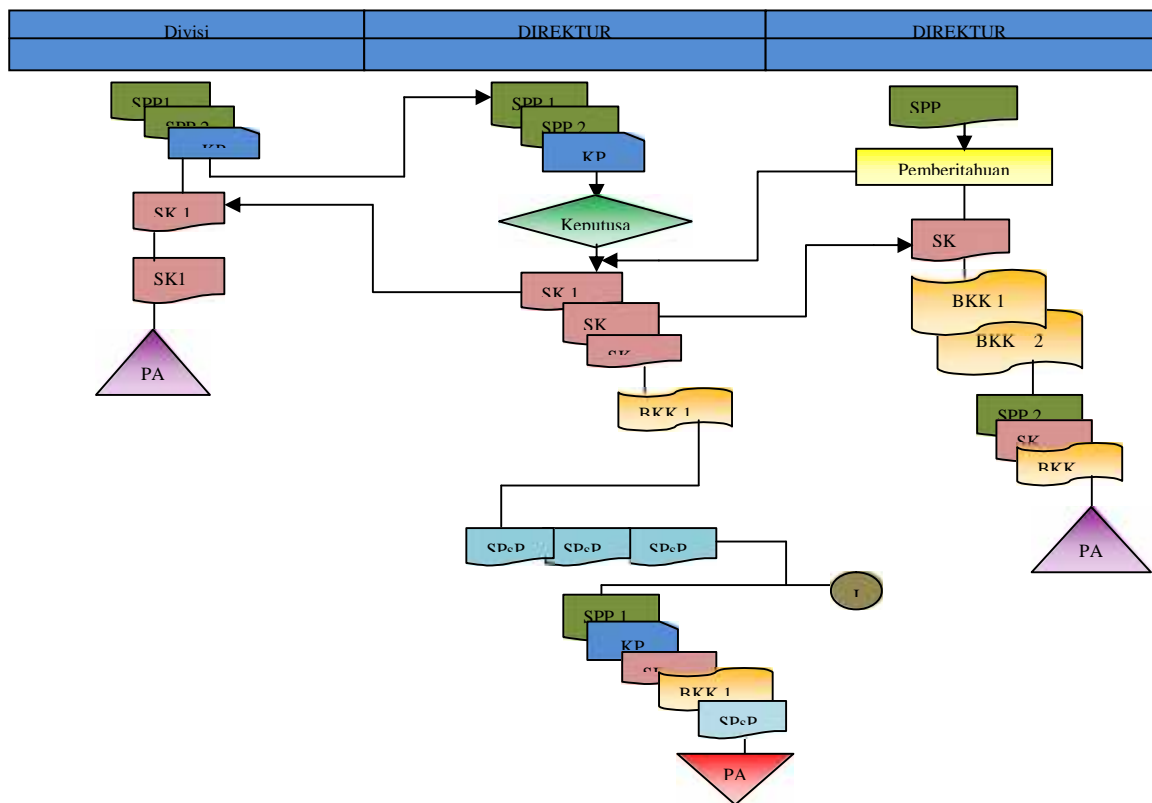 Divisi
DIREKTUR
DIREKTUR
SPP1
SPP 2
KP
SK 1
SK1
PA
SPP 1
SPP 2
KP
Keputusa
SK 1
SK
SK
BKK 1
SPsP
SPsP
SPsP
I
SPP 1
KP
SK
BKK 1
SPsP
PA
SPP
Pemberitahuan
SK
BKK 1
BKK 2
SPP 2
SK
BKK
PA